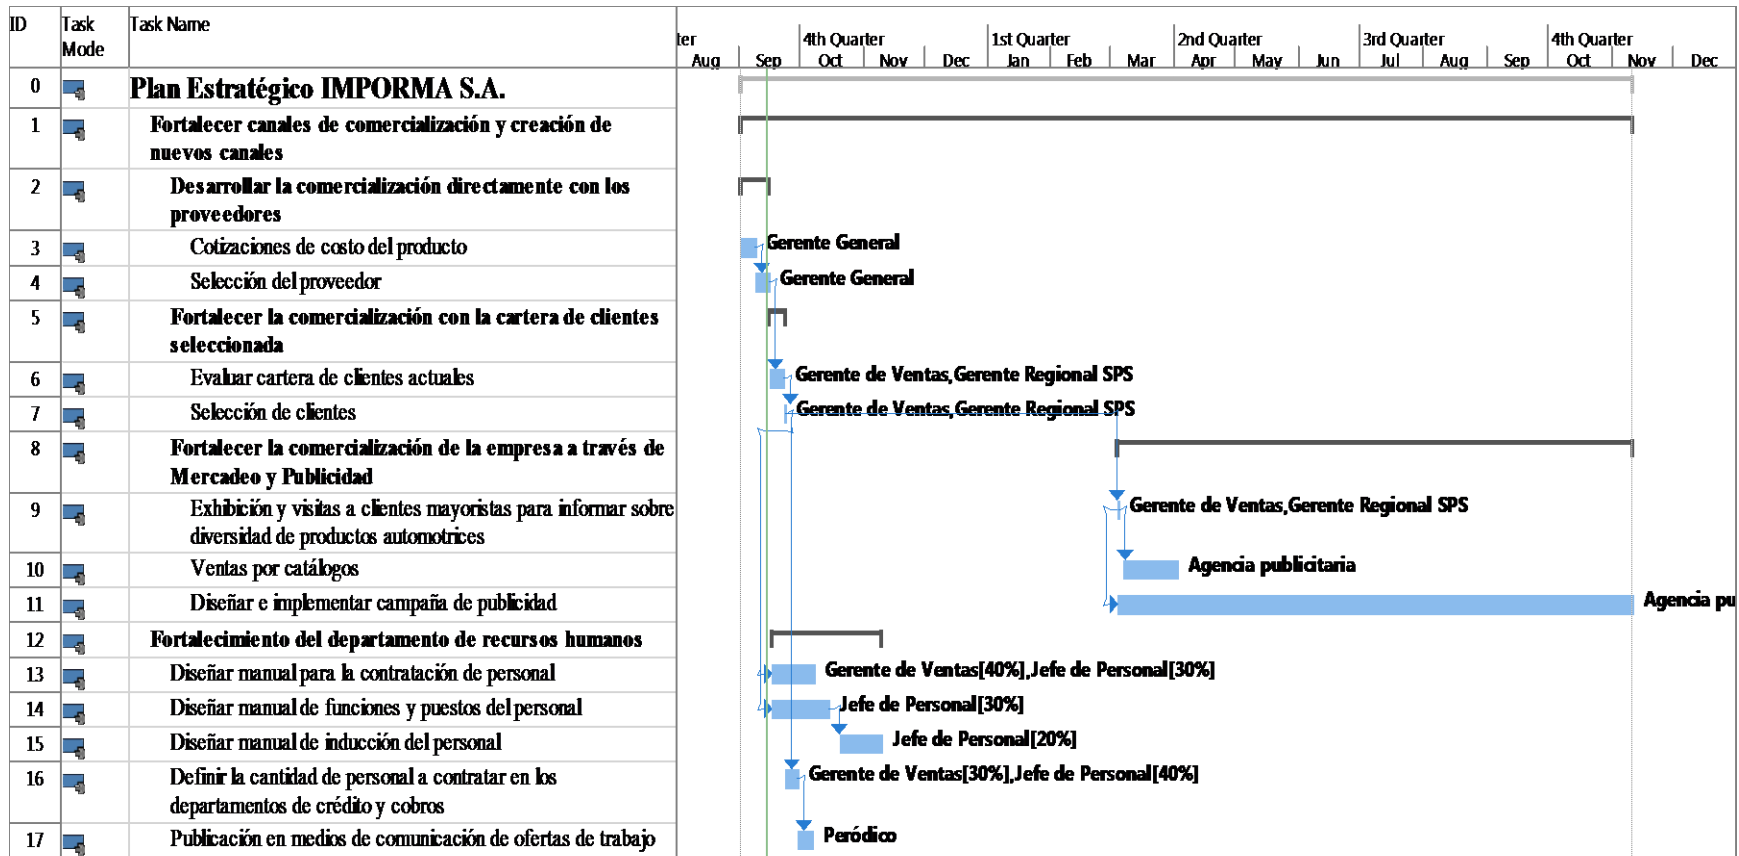 ID Task Mode Task Name
ter 4th Quarter 1st Quarter 2nd Quarter 3rd Quarter 4th Quarter
Aug Sep Oct Nov Dec Jan Feb Mar Apr May Jun Jul Aug Sep Oct Nov Dec
0 Plan Estratégico IMPORMA S.A.
1 Fortalecer canales de comercialización y creación de
nuevos canales
2 Desarrollar la comercialización directamente con los
proveedores
3 Cotizaciones de costo del producto Gerente General
4 Selección del proveedor Gerente General
5 Fortalecer la comercialización con la cartera de clientes
seleccionada
6 Evaluar cartera de clientes actuales Gerente de Ventas,Gerente Regional SPS
7 Selección de clientes Gerente de Ventas,Gerente Regional SPS
8 Fortalecer la comercialización de la empresa a través de
Mercadeo y Publicidad
9 Exhibición y visitas a clientes mayoristas para informar sobre Gerente de Ventas,Gerente Regional SPS
diversidad de productos automotrices
10 Ventas por catálogos Agencia publicitaria
11 Diseñar e implementar campaña de publicidad Agencia pu
12 Fortalecimiento del departamento de recursos humanos
13 Diseñar manual para la contratación de personal Gerente de Ventas[40%],Jefe de Personal[30%]
14 Diseñar manual de funciones y puestos del personal Jefe de Personal[30%]
15 Diseñar manual de inducción del personal Jefe de Personal[20%]
16 Definir la cantidad de personal a contratar en los Gerente de Ventas[30%],Jefe de Personal[40%]
departamentos de crédito y cobros
17 Publicación en medios de comunicación de ofertas de trabajo Peródico